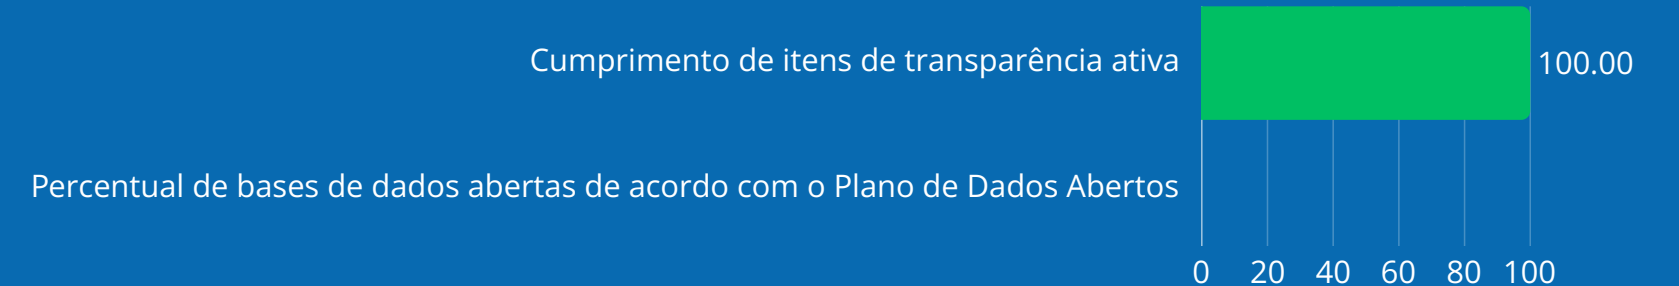 Cumprimento de itens de transparência ativa
100.00
Percentual de bases de dados abertas de acordo com o Plano de Dados Abertos
0 20 40 60 80 100